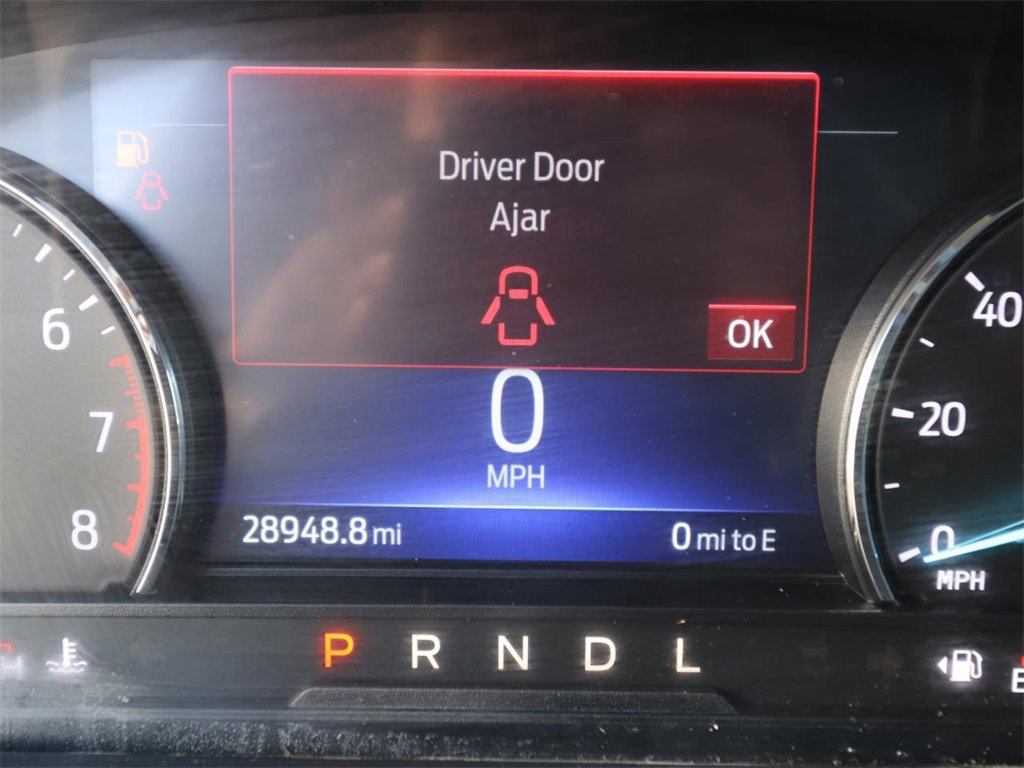 Driver Door
Ajar
OK
0
MPH
28948.8 mi
0 mi to E
6
7
8
40
20
0
MPH
P R N D L
E